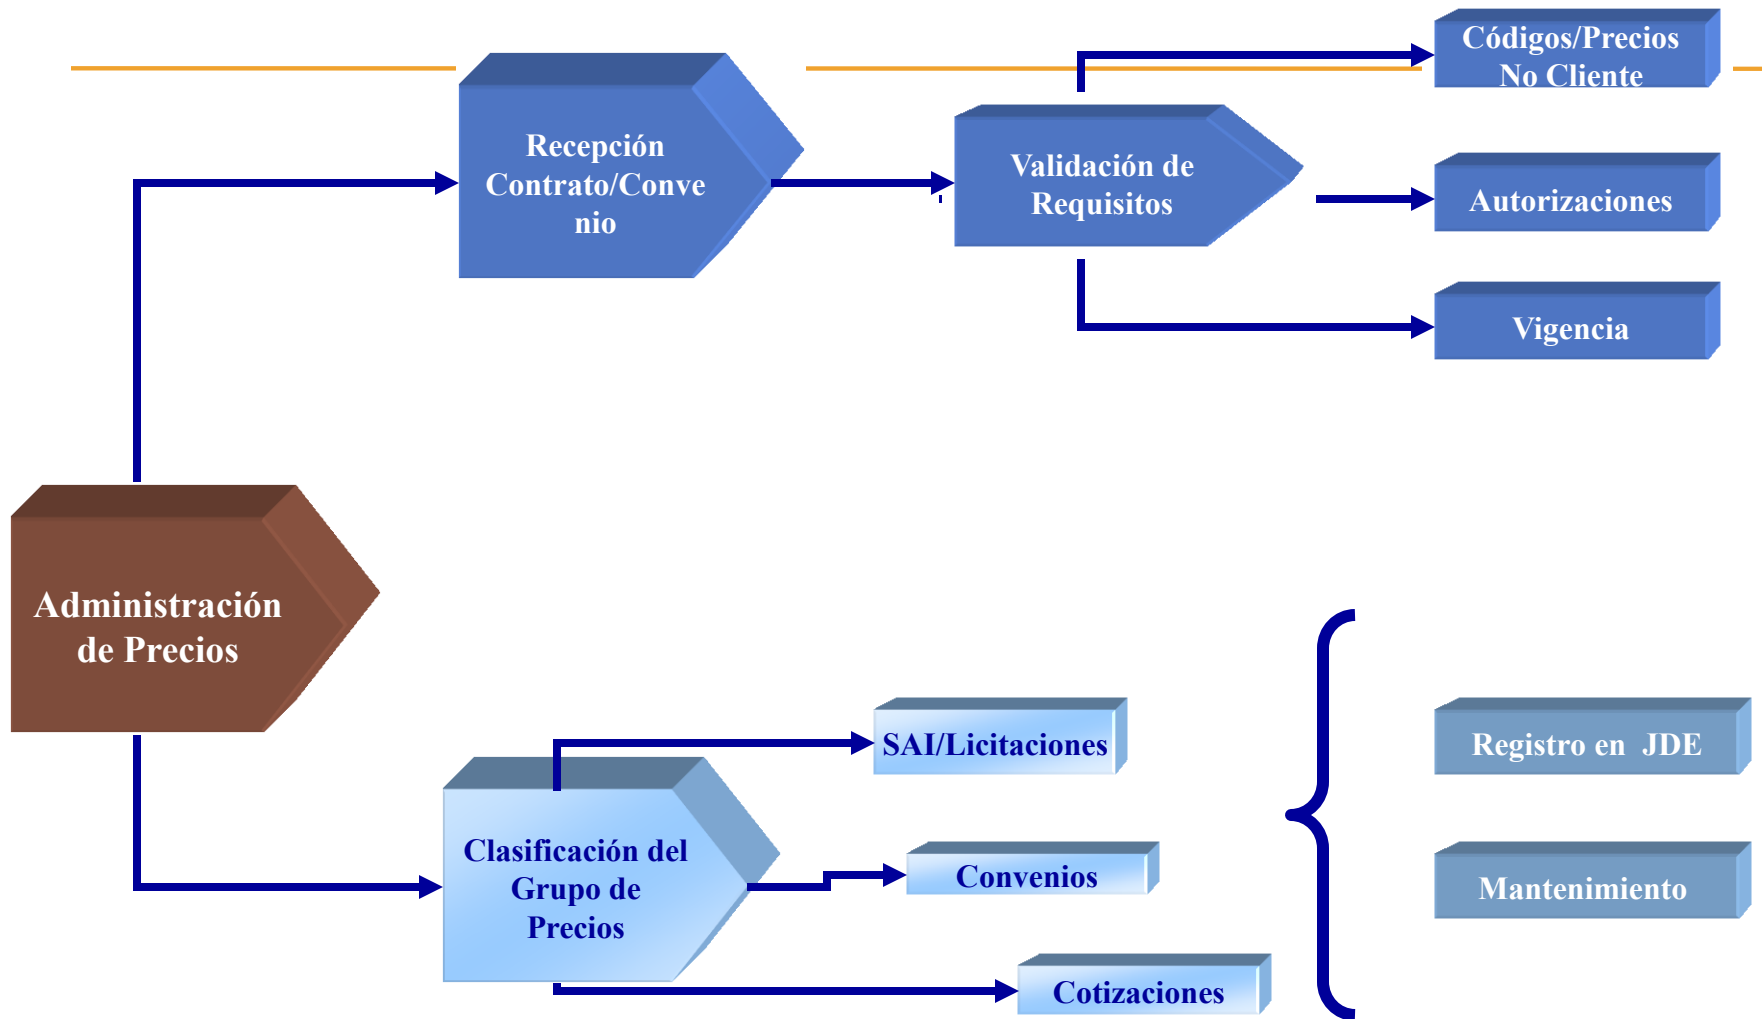 Códigos/Precios
No Cliente
Recepción
Contrato/Conve
nio
Validación de
Requisitos
Autorizaciones
Vigencia
Administración
de Precios
SAI/Licitaciones
Registro en  JDE
Clasificación del
Grupo de
Precios
Convenios
Mantenimiento
Cotizaciones